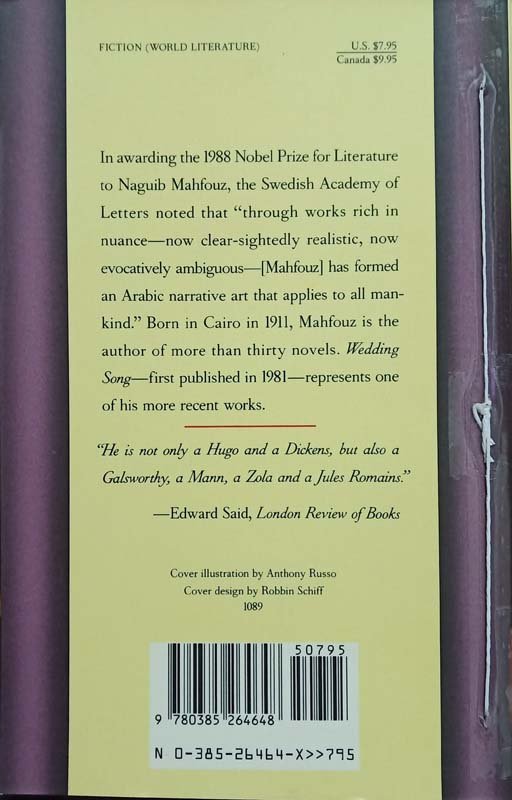 FICTION (WORLD LITERATURE)
U.S. $7.95
Canada $9.95
In awarding the 1988 Nobel Prize for Literature
to Naguib Mahfouz, the Swedish Academy of
Letters noted that “through works rich in
nuance—now clear-sightedly realistic, now
evocatively ambiguous—[Mahfouz] has formed
an Arabic narrative art that applies to all man-
kind.” Born in Cairo in 1911, Mahfouz is the
author of more than thirty novels. Wedding
Song—first published in 1981—represents one
of his more recent works.
“He is not only a Hugo and a Dickens, but also a
Galsworthy, a Mann, a Zola and a Jules Romains.”
—Edward Said, London Review of Books
Cover illustration by Anthony Russo
Cover design by Robbin Schiff
1089
50795
9 780385 264648
N 0-385-26464-X>>795